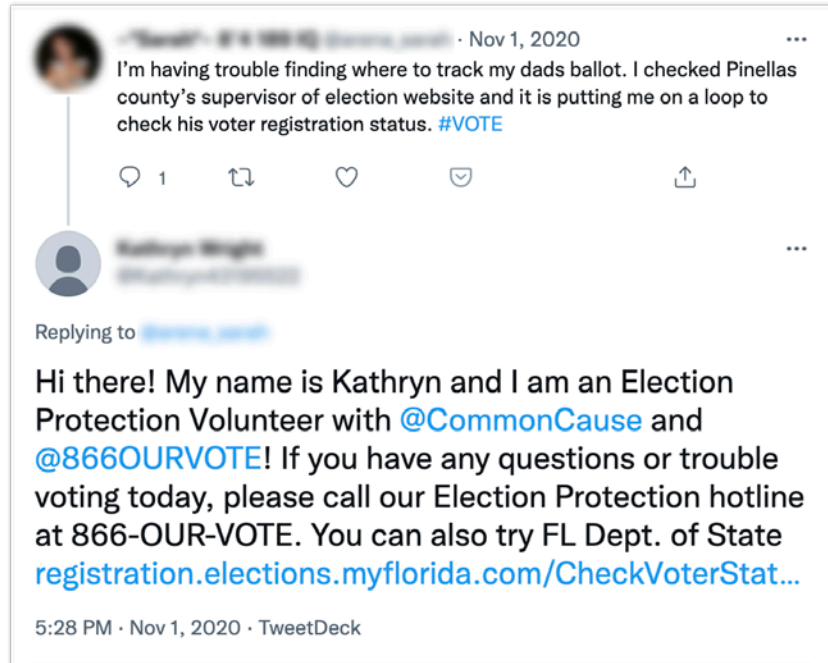 · Nov 1, 2020
I’m having trouble finding where to track my dads ballot. I checked Pinellas
county’s supervisor of election website and it is putting me on a loop to
check his voter registration status. #VOTE
1
Replying to
Hi there! My name is Kathryn and I am an Election
Protection Volunteer with @CommonCause and
@866OURVOTE! If you have any questions or trouble
voting today, please call our Election Protection hotline
at 866-OUR-VOTE. You can also try FL Dept. of State
registration.elections.myflorida.com/CheckVoterStat...
5:28 PM · Nov 1, 2020 · TweetDeck